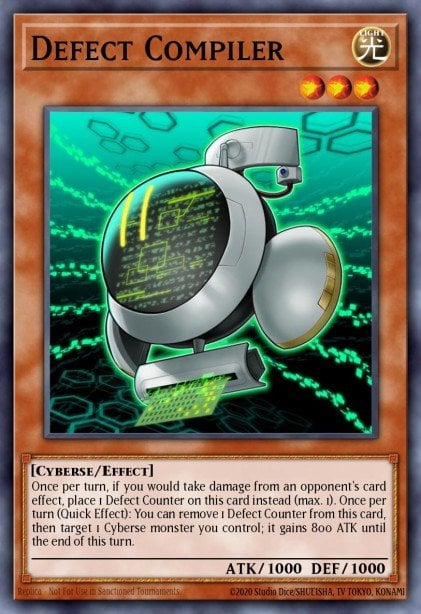 DEFECT COMPILER
LIGHT
光
[CYBERSE/EFFECT]
Once per turn, if you would take damage from an opponent's card
effect, place 1 Defect Counter on this card instead (max. 1). Once per
turn (Quick Effect): You can remove 1 Defect Counter from this card,
then target 1 Cyberse monster you control; it gains 800 ATK until
the end of this turn.
ATK/1000 DEF/1000
Replica - Not For Use in Sanctioned Tournaments
©2020 Studio Dice/SHUEISHA, TV TOKYO, KONAMI